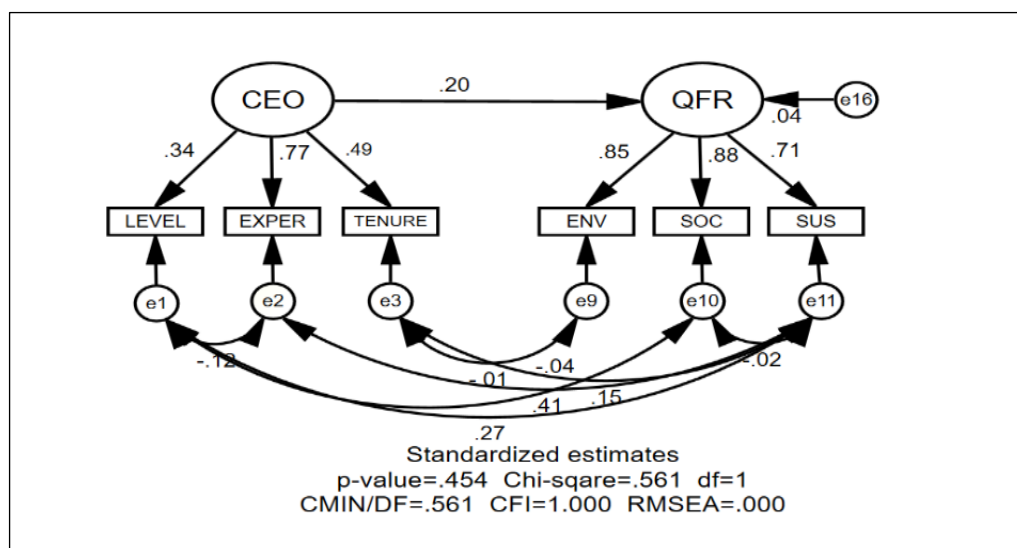 CEO
.20
QFR
e16
.04
.34
.77
.49
.85
.88
.71
LEVEL
EXPER
TENURE
ENV
SOC
SUS
e1
e2
e3
e9
e10
e11
-.12
-.01
-.04
-.02
.41
.15
.27
Standardized estimates
p-value=.454 Chi-sqare=.561 df=1
CMIN/DF=.561 CFI=1.000 RMSEA=.000